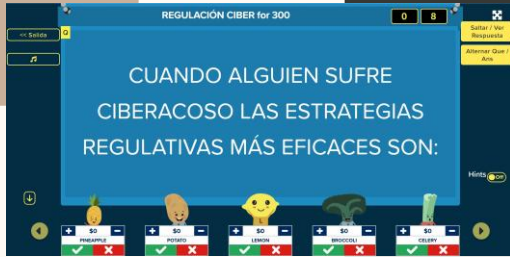 REGULACIÓN CIBER for 300
0 8
<< Salida
Q
Saltar / Ver
Respuesta
Alternar Que /
Ans
CUANDO ALGUIEN SUFRE
CIBERACOSO LAS ESTRATEGIAS
REGULATIVAS MÁS EFICACES SON:
Hints Off
+ $0 −
PINEAPPLE
+ $0 −
POTATO
+ $0 −
LEMON
+ $0 −
BROCCOLI
+ $0 −
CELERY